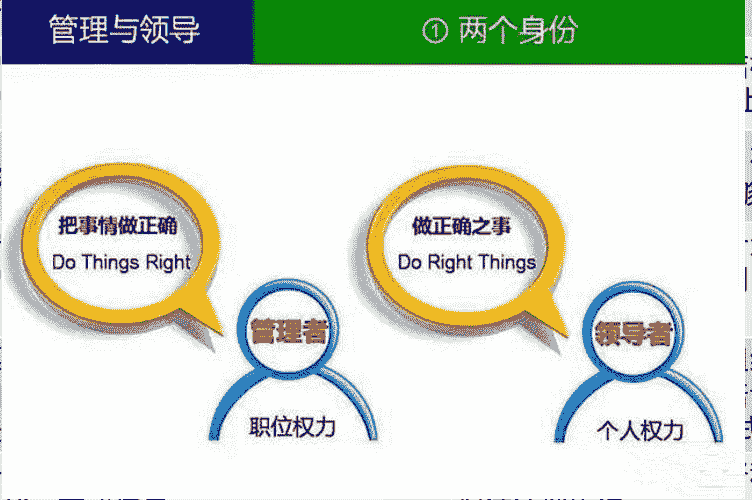 管理与领导
① 两个身份
把事情做正确
Do Things Right
做正确之事
Do Right Things
管理者
领导者
职位权力
个人权力